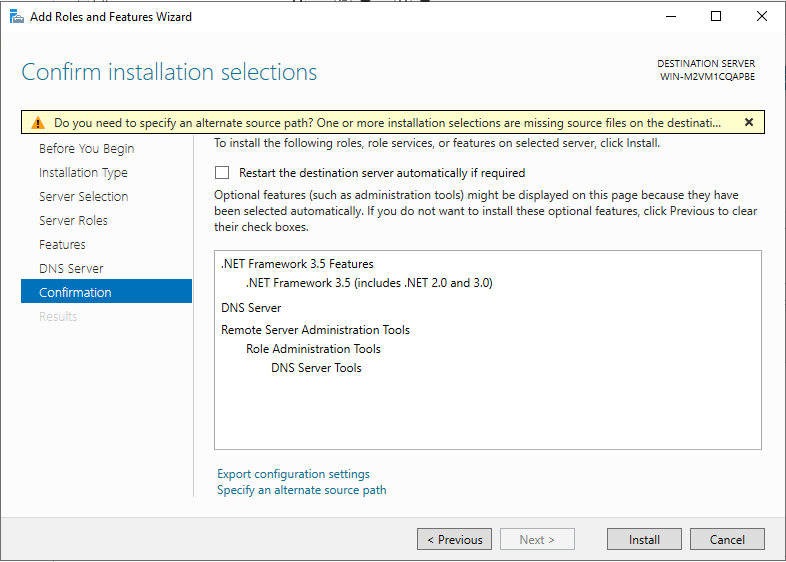 Add Roles and Features Wizard
Confirm installation selections
DESTINATION SERVER
WIN-M2VM1CQAPBE
Do you need to specify an alternate source path? One or more installation selections are missing source files on the destinati...
Before You Begin
Installation Type
Server Selection
Server Roles
Features
DNS Server
Confirmation
Results
To install the following roles, role services, or features on selected server, click Install.
Restart the destination server automatically if required
Optional features (such as administration tools) might be displayed on this page because they have
been selected automatically. If you do not want to install these optional features, click Previous to clear
their check boxes.
.NET Framework 3.5 Features
.NET Framework 3.5 (includes .NET 2.0 and 3.0)
DNS Server
Remote Server Administration Tools
Role Administration Tools
DNS Server Tools
Export configuration settings
Specify an alternate source path
< Previous
Next >
Install
Cancel